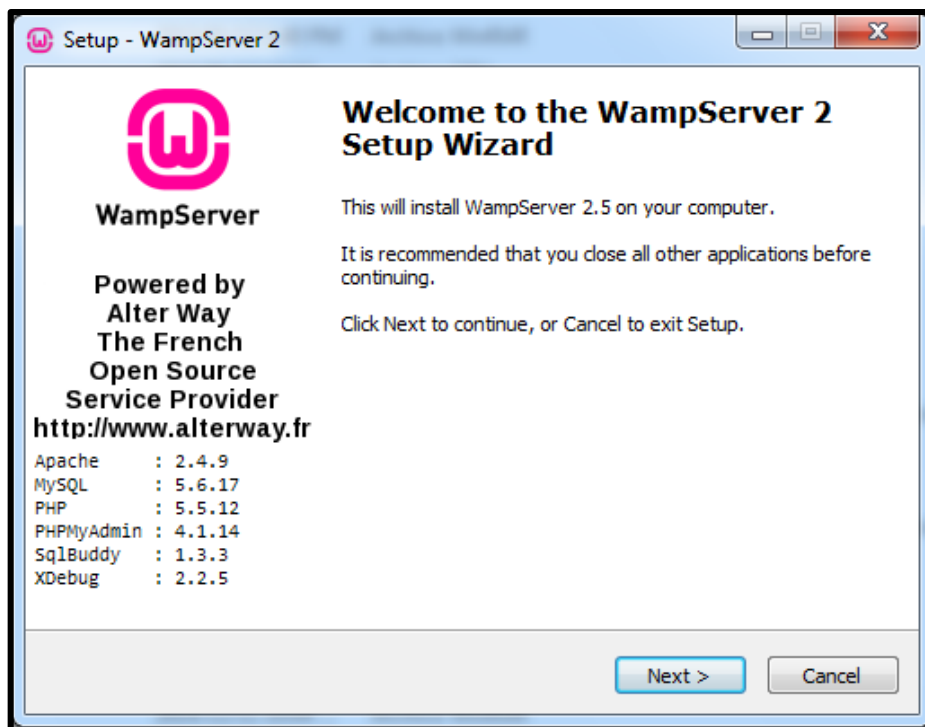 Setup - WampServer 2
WampServer
Powered by
Alter Way
The French
Open Source
Service Provider
http://www.alterway.fr
Apache : 2.4.9
MySQL : 5.6.17
PHP : 5.5.12
PHPMyAdmin : 4.1.14
SqlBuddy : 1.3.3
XDebug : 2.2.5
Welcome to the WampServer 2
Setup Wizard
This will install WampServer 2.5 on your computer.
It is recommended that you close all other applications before
continuing.
Click Next to continue, or Cancel to exit Setup.
Next >
Cancel